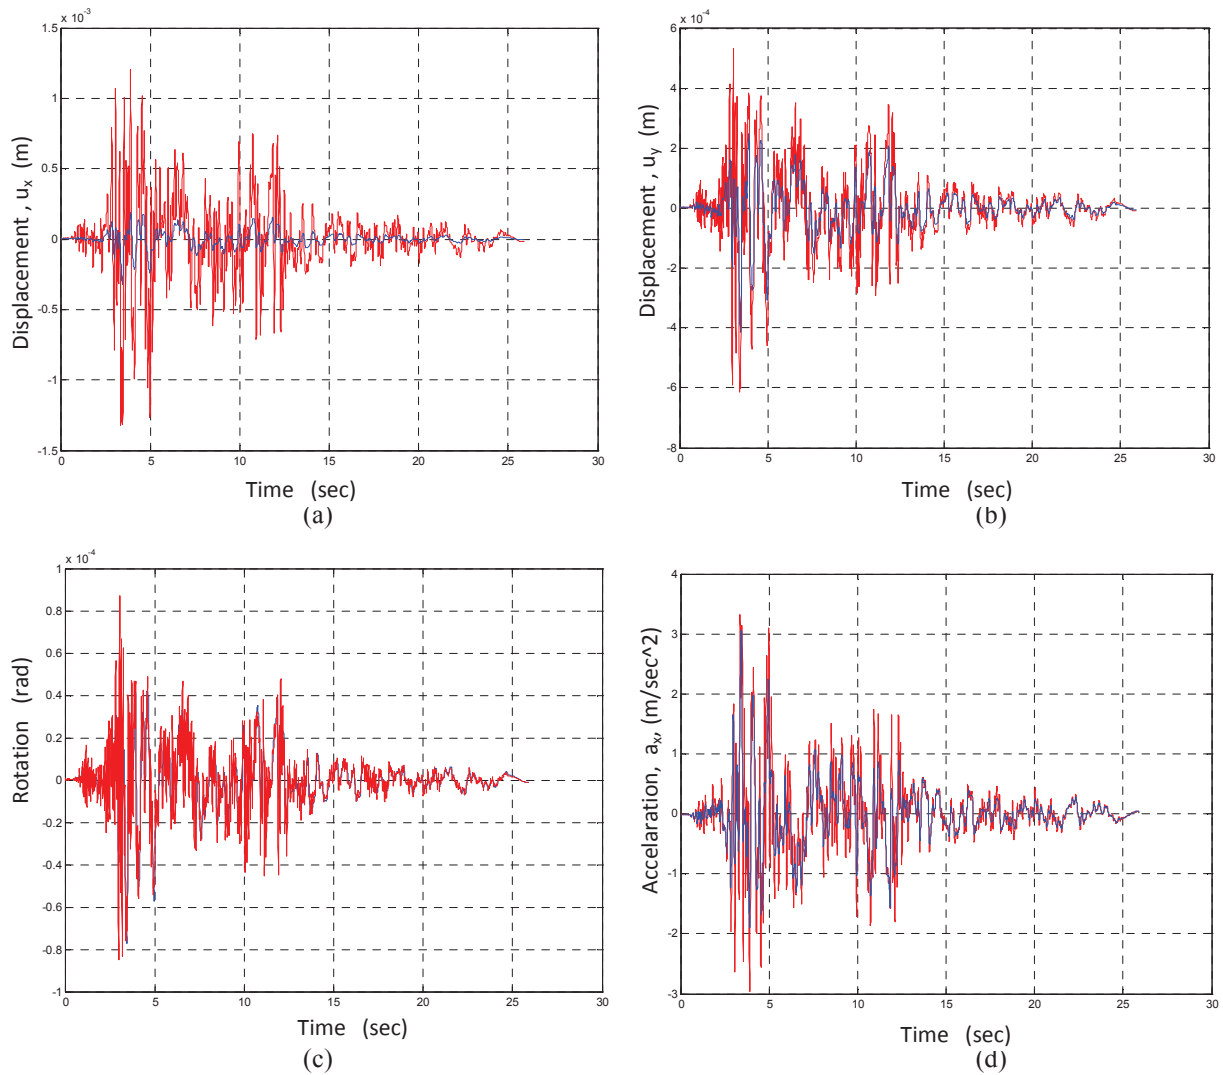 x 10⁻³
1.5
1
0.5
0
-0.5
-1
-1.5
0 5 10 15 20 25 30
Displacement , uₓ (m)
Time (sec)
(a)
x 10⁻⁴
6
4
2
0
-2
-4
-6
-8
0 5 10 15 20 25 30
Displacement , u_y (m)
Time (sec)
(b)
x 10⁻⁴
1
0.8
0.6
0.4
0.2
0
-0.2
-0.4
-0.6
-0.8
-1
0 5 10 15 20 25 30
Rotation (rad)
Time (sec)
(c)
4
3
2
1
0
-1
-2
-3
0 5 10 15 20 25 30
Accelaration, aₓ, (m/sec^2)
Time (sec)
(d)